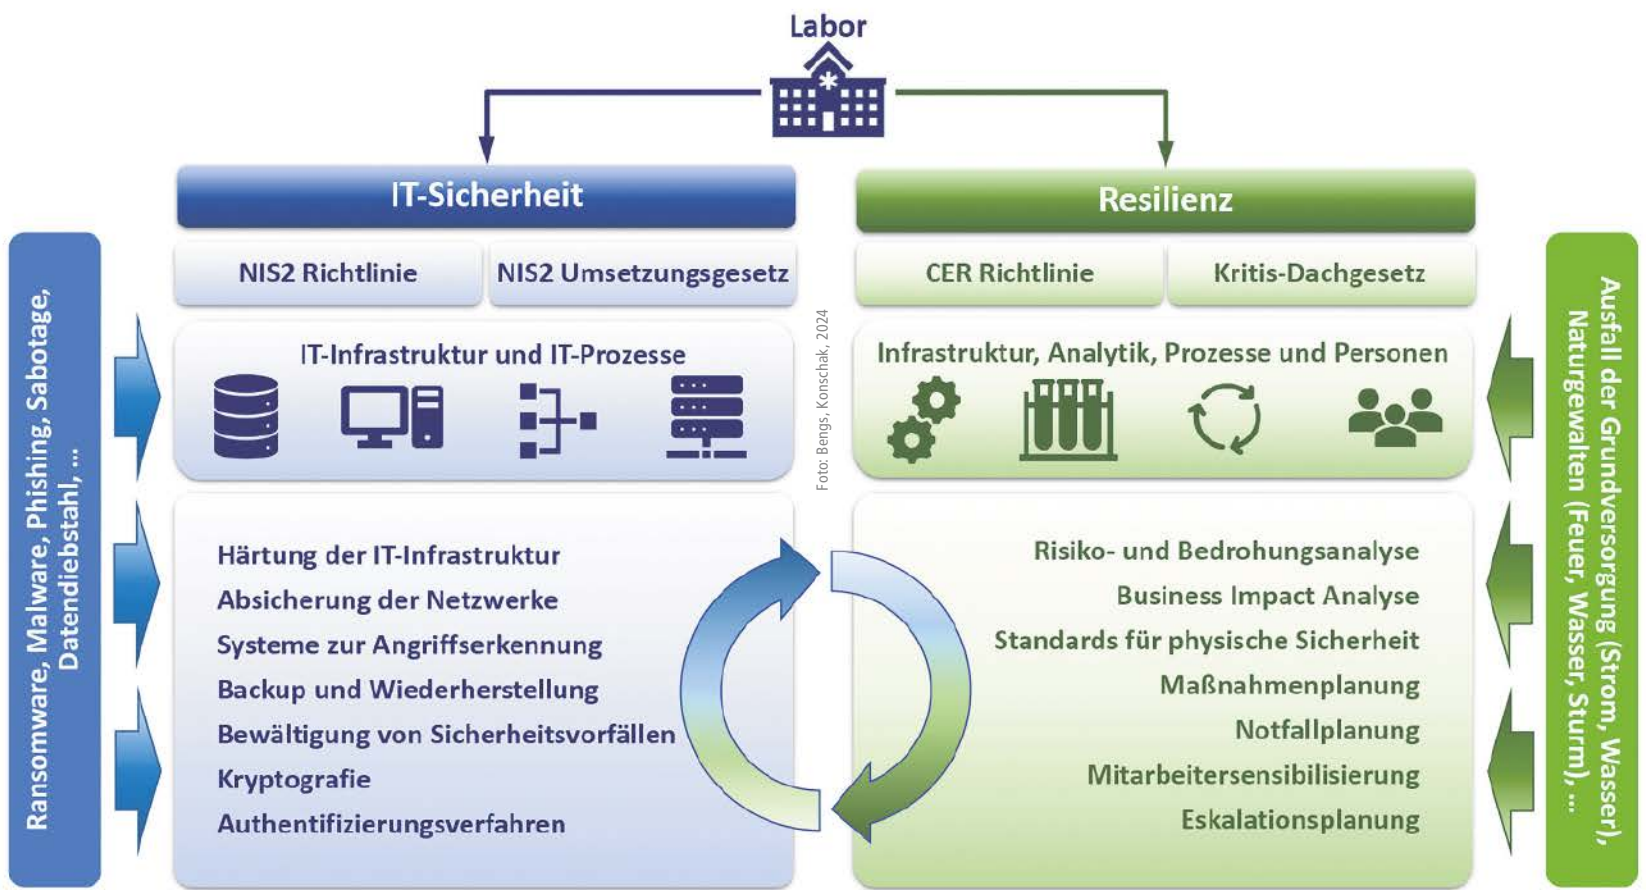 Labor
IT-Sicherheit
NIS2 Richtlinie
NIS2 Umsetzungsgesetz
IT-Infrastruktur und IT-Prozesse
Härtung der IT-Infrastruktur
Absicherung der Netzwerke
Systeme zur Angriffserkennung
Backup und Wiederherstellung
Bewältigung von Sicherheitsvorfällen
Kryptografie
Authentifizierungsverfahren
Ransomware, Malware, Phishing, Sabotage,
Datendiebstahl, ...
Foto: Bengs, Konschak, 2024
Resilienz
CER Richtlinie
Kritis-Dachgesetz
Infrastruktur, Analytik, Prozesse und Personen
Risiko- und Bedrohungsanalyse
Business Impact Analyse
Standards für physische Sicherheit
Maßnahmenplanung
Notfallplanung
Mitarbeitersensibilisierung
Eskalationsplanung
Ausfall der Grundversorgung (Strom, Wasser),
Naturgewalten (Feuer, Wasser, Sturm), ...